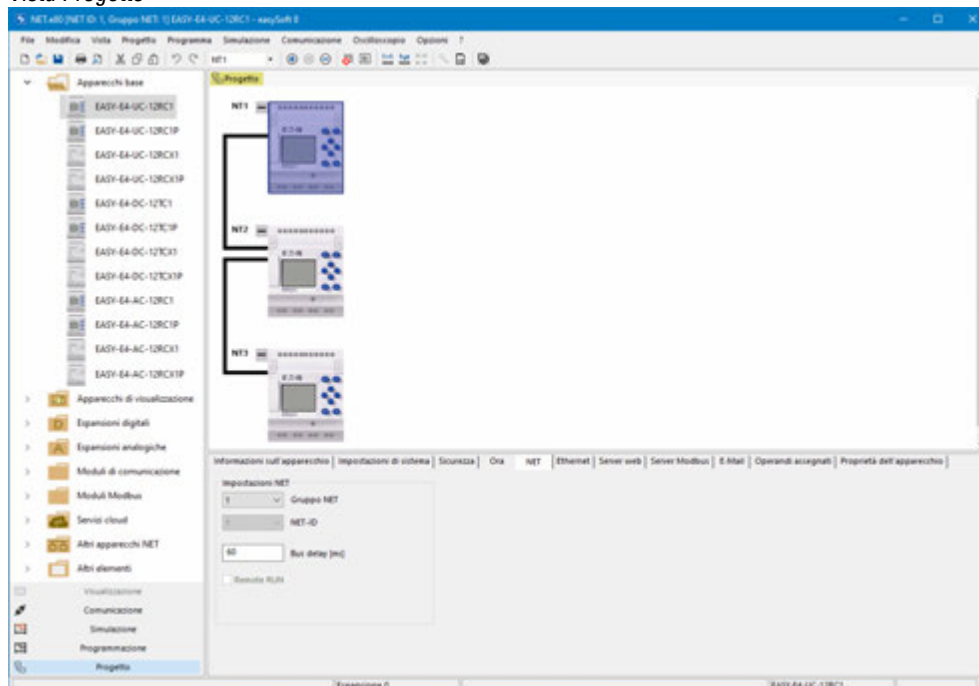 Vista Progetto
NET.e80 [NET ID: 1, Gruppo NET: 1] EASY-E4-UC-12RC1 - easySoft 8
File Modifica Vista Progetto Programma Simulazione Comunicazione Oscilloscopio Opzioni ?
NT1
Apparecchi base
EASY-E4-UC-12RC1
EASY-E4-UC-12RC1P
EASY-E4-UC-12RCX1
EASY-E4-UC-12RCX1P
EASY-E4-DC-12TC1
EASY-E4-DC-12TC1P
EASY-E4-DC-12TCX1
EASY-E4-DC-12TCX1P
EASY-E4-AC-12RC1
EASY-E4-AC-12RC1P
EASY-E4-AC-12RCX1
EASY-E4-AC-12RCX1P
Apparecchi di visualizzazione
Espansioni digitali
Espansioni analogiche
Moduli di comunicazione
Moduli Modbus
Servizi cloud
Altri apparecchi NET
Altri elementi
Visualizzazione
Comunicazione
Simulazione
Programmazione
Progetto
Progetto
NT1
NT2
NT3
Informazioni sull'apparecchio Impostazioni di sistema Sicurezza Ora NET Ethernet Server web Server Modbus E-Mail Operandi assegnati Proprietà dell'apparecchio
Impostazioni NET
1 Gruppo NET
NET-ID
60 Bus delay [ms]
Remote RUN
Espansione 0
EASY-E4-UC-12RC1